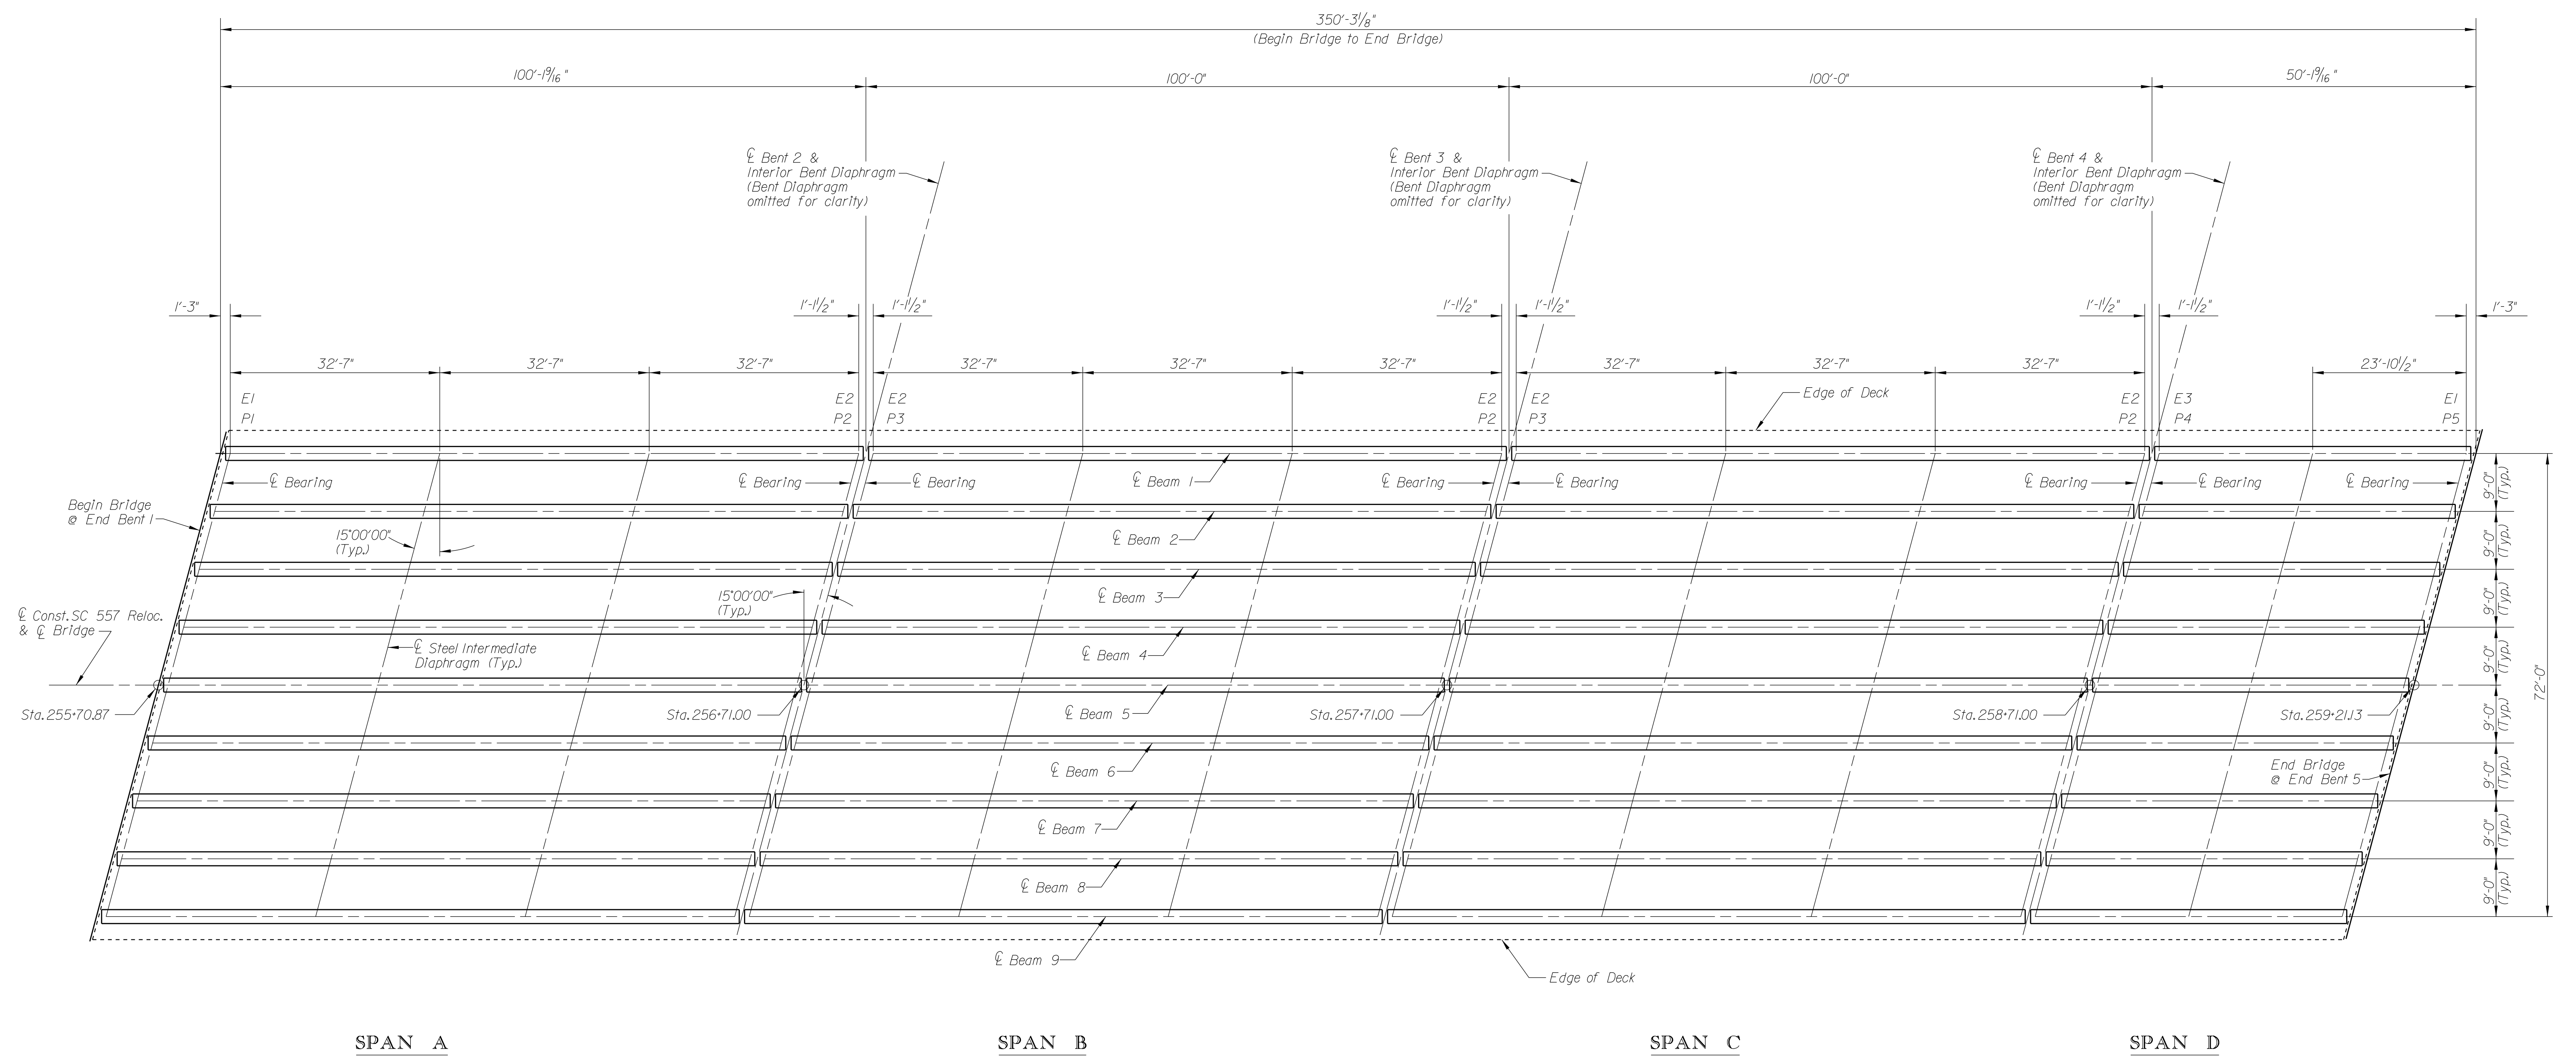 350'-3 1/8"
(Begin Bridge to End Bridge)
100'-1 9/16"
100'-0"
100'-0"
50'-1 9/16"
℄ Bent 2 &
Interior Bent Diaphragm
(Bent Diaphragm
omitted for clarity)
℄ Bent 3 &
Interior Bent Diaphragm
(Bent Diaphragm
omitted for clarity)
℄ Bent 4 &
Interior Bent Diaphragm
(Bent Diaphragm
omitted for clarity)
1'-3"
1'-1 1/2"
1'-1 1/2"
1'-1 1/2"
1'-1 1/2"
1'-1 1/2"
1'-1 1/2"
1'-3"
32'-7"
32'-7"
32'-7"
32'-7"
32'-7"
32'-7"
32'-7"
32'-7"
32'-7"
23'-10 1/2"
E1
P1
E2
P2
E2
P3
E2
P2
E2
P3
E2
P2
E3
P4
E1
P5
Edge of Deck
℄ Bearing
℄ Bearing
℄ Bearing
℄ Beam 1
℄ Bearing
℄ Bearing
℄ Bearing
℄ Bearing
℄ Bearing
Begin Bridge
@ End Bent 1
15°00'00"
(Typ.)
℄ Beam 2
15°00'00"
(Typ.)
℄ Beam 3
℄ Const. SC 557 Reloc.
& ℄ Bridge
℄ Steel Intermediate
Diaphragm (Typ.)
℄ Beam 4
Sta. 255+70.87
Sta. 256+71.00
℄ Beam 5
Sta. 257+71.00
Sta. 258+71.00
Sta. 259+21.13
℄ Beam 6
End Bridge
@ End Bent 5
℄ Beam 7
℄ Beam 8
℄ Beam 9
Edge of Deck
9'-0"
(Typ.)
9'-0"
(Typ.)
9'-0"
(Typ.)
9'-0"
(Typ.)
9'-0"
(Typ.)
9'-0"
(Typ.)
9'-0"
(Typ.)
9'-0"
(Typ.)
72'-0"
SPAN A
SPAN B
SPAN C
SPAN D